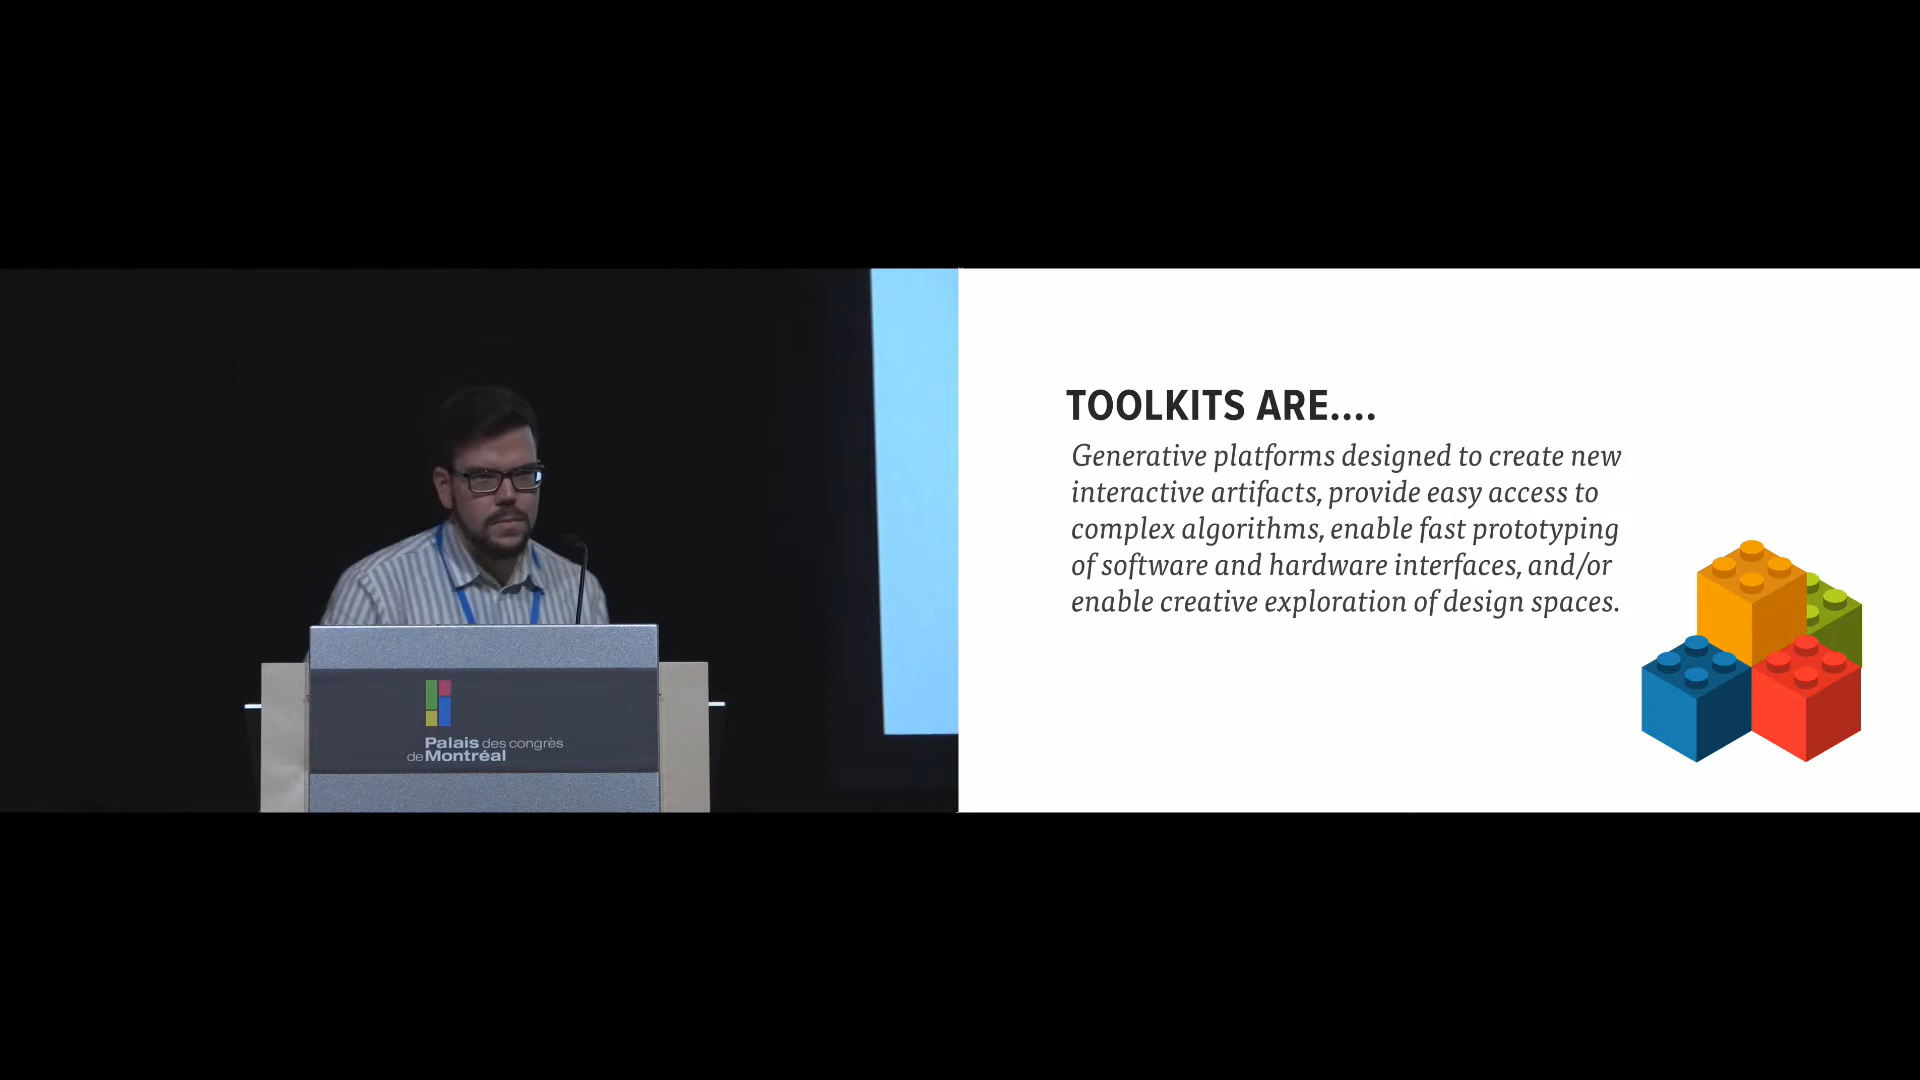 TOOLKITS ARE....
Generative platforms designed to create new
interactive artifacts, provide easy access to
complex algorithms, enable fast prototyping
of software and hardware interfaces, and/or
enable creative exploration of design spaces.
Palais des congrès
de Montréal